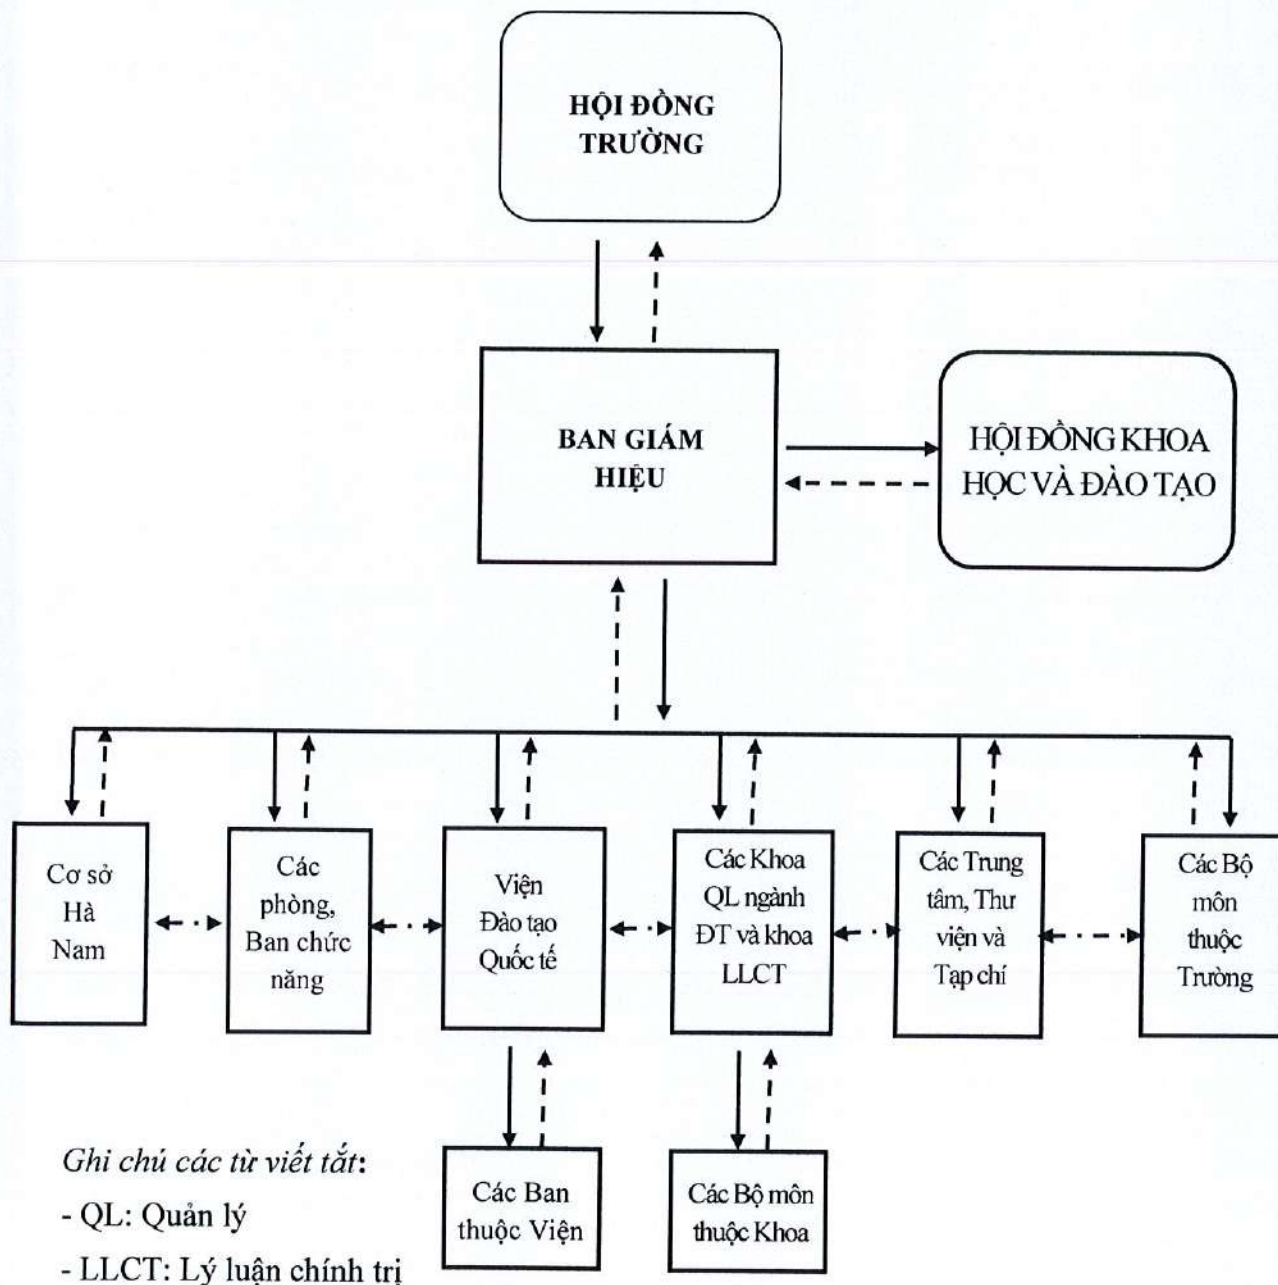 HỘI ĐỒNG
TRƯỜNG
BAN GIÁM
HIỆU
HỘI ĐỒNG KHOA
HỌC VÀ ĐÀO TẠO
Cơ sở
Hà
Nam
Các
phòng,
Ban chức
năng
Viện
Đào tạo
Quốc tế
Các Khoa
QL ngành
ĐT và khoa
LLCT
Các Trung
tâm, Thư
viện và
Tạp chí
Các Bộ
môn
thuộc
Trường
Các Ban
thuộc Viện
Các Bộ môn
thuộc Khoa
Ghi chú các từ viết tắt:
- QL: Quản lý
- LLCT: Lý luận chính trị